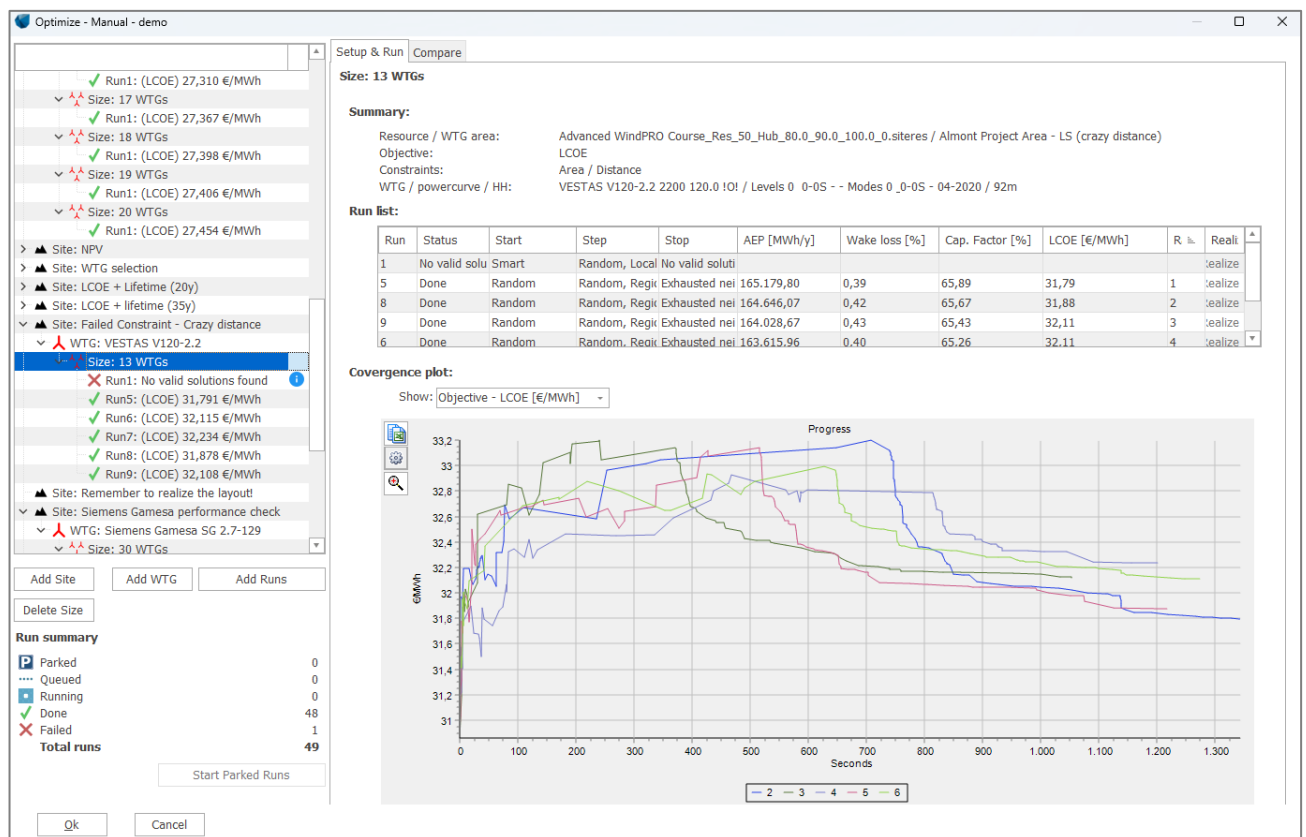 Optimize - Manual - demo
Run1: (LCOE) 27,310 €/MWh
Size: 17 WTGs
Run1: (LCOE) 27,367 €/MWh
Size: 18 WTGs
Run1: (LCOE) 27,398 €/MWh
Size: 19 WTGs
Run1: (LCOE) 27,406 €/MWh
Size: 20 WTGs
Run1: (LCOE) 27,454 €/MWh
Site: NPV
Site: WTG selection
Site: LCOE + Lifetime (20y)
Site: LCOE + lifetime (35y)
Site: Failed Constraint - Crazy distance
WTG: VESTAS V120-2.2
Size: 13 WTGs
Run1: No valid solutions found
Run5: (LCOE) 31,791 €/MWh
Run6: (LCOE) 32,115 €/MWh
Run7: (LCOE) 32,234 €/MWh
Run8: (LCOE) 31,878 €/MWh
Run9: (LCOE) 32,108 €/MWh
Site: Remember to realize the layout!
Site: Siemens Gamesa performance check
WTG: Siemens Gamesa SG 2.7-129
Size: 30 WTGs
Add Site Add WTG Add Runs
Delete Size
Run summary
P Parked 0
Queued 0
Running 0
Done 48
Failed 1
Total runs 49
Start Parked Runs
Ok Cancel
Setup & Run Compare
Size: 13 WTGs
Summary:
Resource / WTG area: Advanced WindPRO Course_Res_50_Hub_80.0_90.0_100.0_0.siteres / Almont Project Area - LS (crazy distance)
Objective: LCOE
Constraints: Area / Distance
WTG / powercurve / HH: VESTAS V120-2.2 2200 120.0 !O! / Levels 0 0-0S - - Modes 0 _0-0S - 04-2020 / 92m
Run list:
Run Status Start Step Stop AEP [MWh/y] Wake loss [%] Cap. Factor [%] LCOE [€/MWh] R Reali
1 No valid solu Smart Random, Local No valid soluti :ealize
5 Done Random Random, Regic Exhausted nei 165.179,80 0,39 65,89 31,79 1 :ealize
8 Done Random Random, Regic Exhausted nei 164.646,07 0,42 65,67 31,88 2 :ealize
9 Done Random Random, Regic Exhausted nei 164.028,67 0,43 65,43 32,11 3 :ealize
6 Done Random Random, Regic Exhausted nei 163.615,96 0,40 65,26 32,11 4 :ealize
Covergence plot:
Show: Objective - LCOE [€/MWh]
Progress
33,2
33
32,8
32,6
32,4
32,2
32
31,8
31,6
31,4
31,2
31
€/MWh
0 100 200 300 400 500 600 700 800 900 1.000 1.100 1.200 1.300
Seconds
2 3 4 5 6